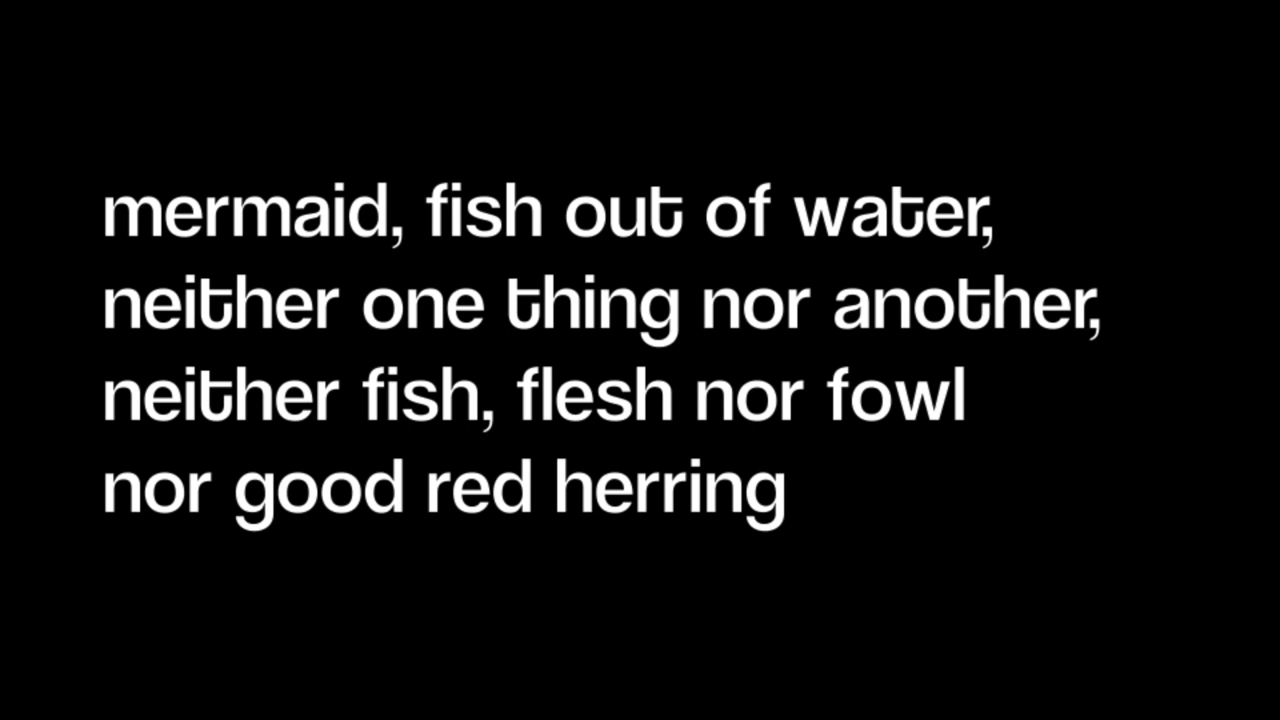 mermaid, fish out of water,
neither one thing nor another,
neither fish, flesh nor fowl
nor good red herring